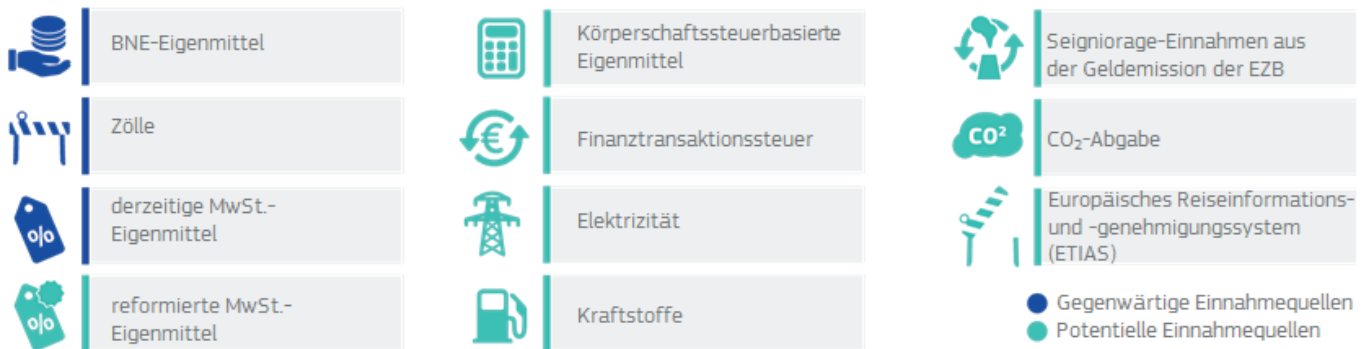 BNE-Eigenmittel
Zölle
derzeitige MwSt.-
Eigenmittel
%
reformierte MwSt.-
Eigenmittel
%
Körperschaftssteuerbasierte
Eigenmittel
€
Finanztransaktionssteuer
Elektrizität
Kraftstoffe
Seigniorage-Einnahmen aus
der Geldemission der EZB
CO²
CO₂-Abgabe
Europäisches Reiseinformations-
und -genehmigungssystem
(ETIAS)
Gegenwärtige Einnahmequellen
Potentielle Einnahmequellen